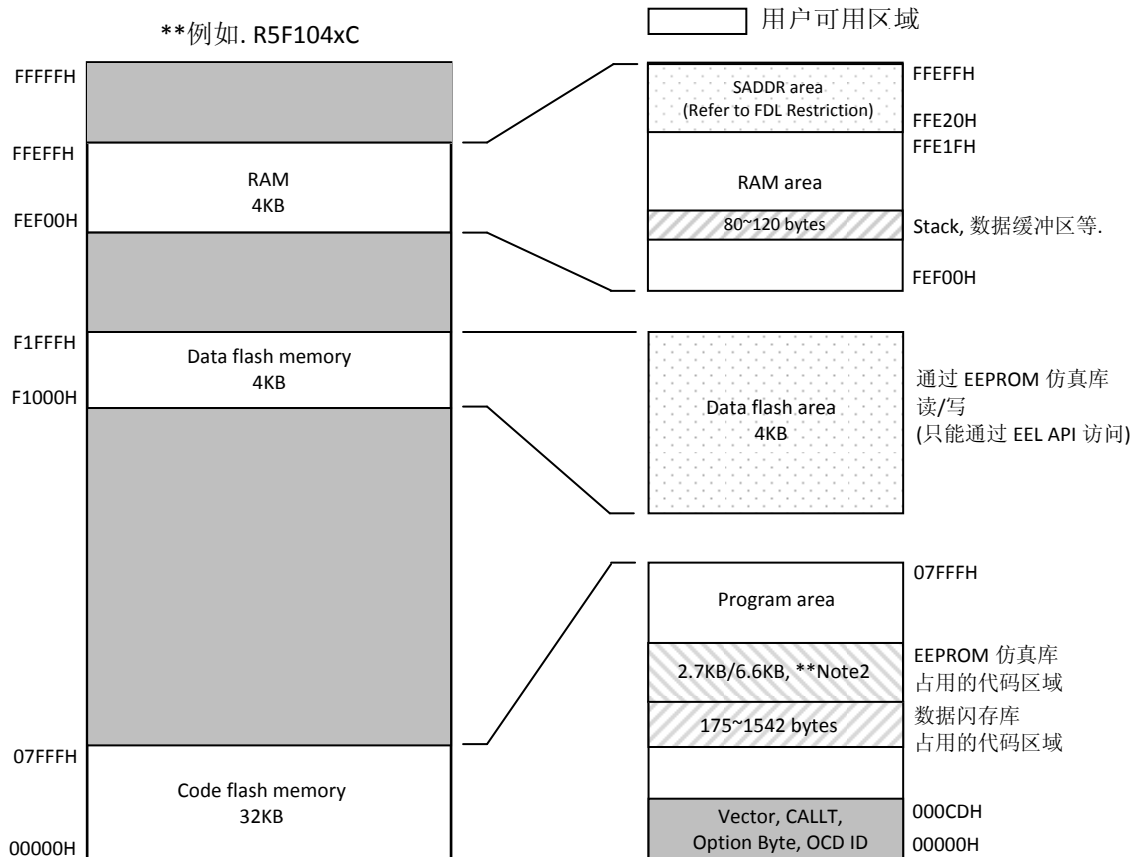 **例如. R5F104xC
用户可用区域
FFFFFH
FFEFFH
RAM
4KB
FEF00H
F1FFFH
Data flash memory
4KB
F1000H
07FFFH
Code flash memory
32KB
00000H
SADDR area
(Refer to FDL Restriction)
FFEFFH
FFE20H
FFE1FH
RAM area
80~120 bytes
Stack, 数据缓冲区等.
FEF00H
Data flash area
4KB
通过 EEPROM 仿真库
读/写
(只能通过 EEL API 访问)
07FFFH
Program area
2.7KB/6.6KB, **Note2
EEPROM 仿真库
占用的代码区域
175~1542 bytes
数据闪存库
占用的代码区域
Vector, CALLT,
Option Byte, OCD ID
000CDH
00000H